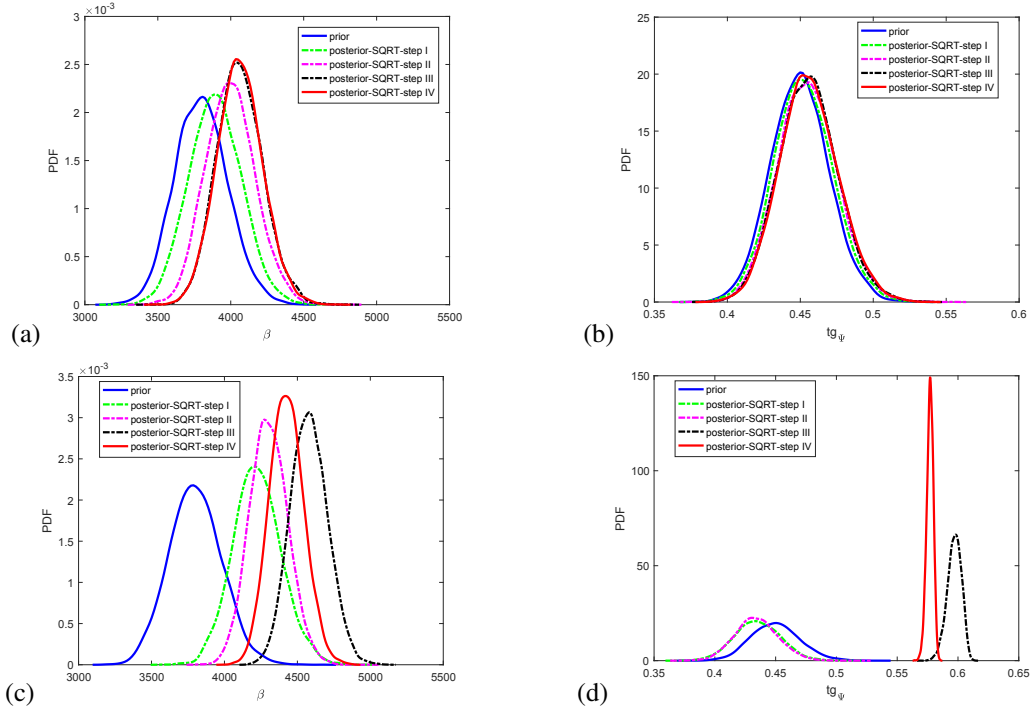 ×10⁻³
3
2.5
2
1.5
1
0.5
0
PDF
3000 3500 4000 4500 5000 5500
β
prior
posterior-SQRT-step I
posterior-SQRT-step II
posterior-SQRT-step III
posterior-SQRT-step IV
(a)
25
20
15
10
5
0
PDF
0.35 0.4 0.45 0.5 0.55 0.6
tgΨ
prior
posterior-SQRT-step I
posterior-SQRT-step II
posterior-SQRT-step III
posterior-SQRT-step IV
(b)
×10⁻³
3.5
3
2.5
2
1.5
1
0.5
0
PDF
3000 3500 4000 4500 5000 5500
β
prior
posterior-SQRT-step I
posterior-SQRT-step II
posterior-SQRT-step III
posterior-SQRT-step IV
(c)
150
100
50
0
PDF
0.35 0.4 0.45 0.5 0.55 0.6 0.65
tgΨ
prior
posterior-SQRT-step I
posterior-SQRT-step II
posterior-SQRT-step III
posterior-SQRT-step IV
(d)